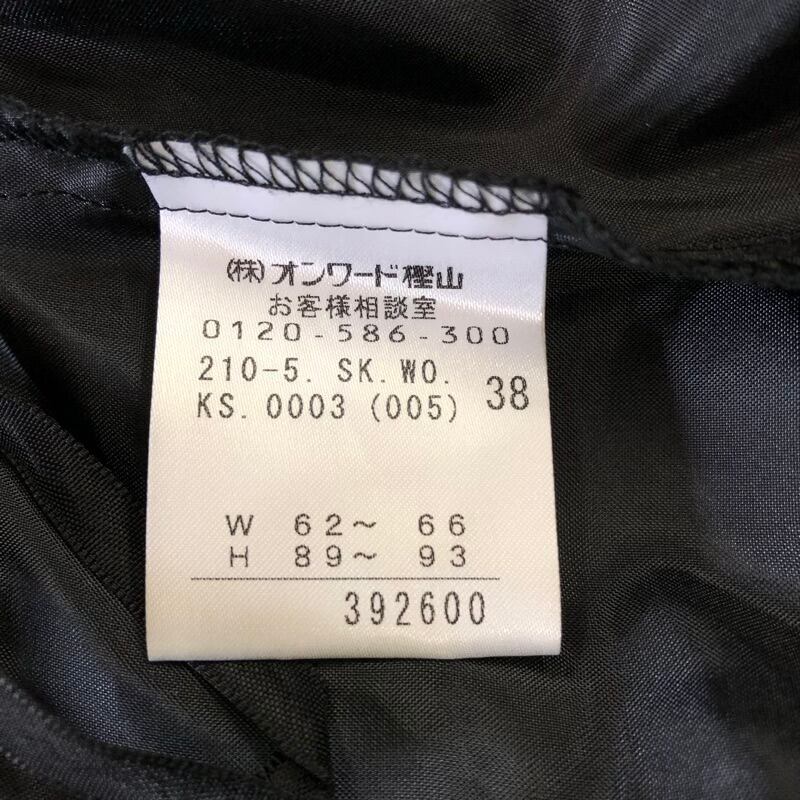 (株)オンワード樫山
お客様相談室
0120-586-300
210-5. SK.WO. 38
KS.0003 (005)
W 62〜 66
H 89〜 93
392600